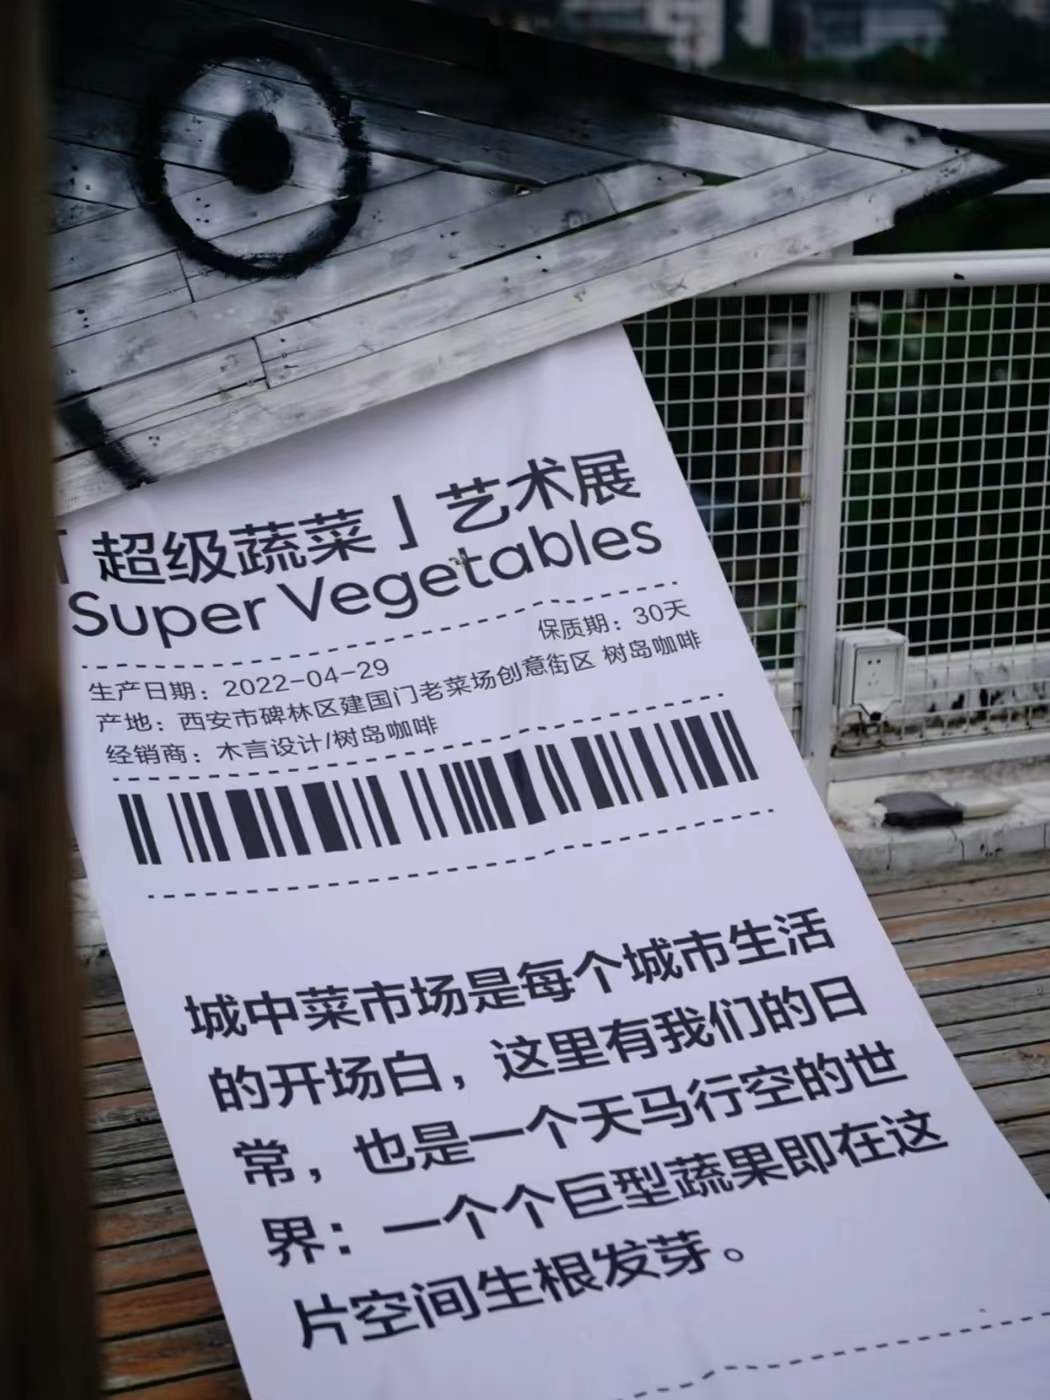 「超级蔬菜」艺术展
Super Vegetables
生产日期：2022-04-29 保质期：30天
产地：西安市碑林区建国门老菜场创意街区 树岛咖啡
经销商：木言设计/树岛咖啡
城中菜市场是每个城市生活
的开场白，这里有我们的日
常，也是一个天马行空的世
界：一个个巨型蔬果即在这
片空间生根发芽。